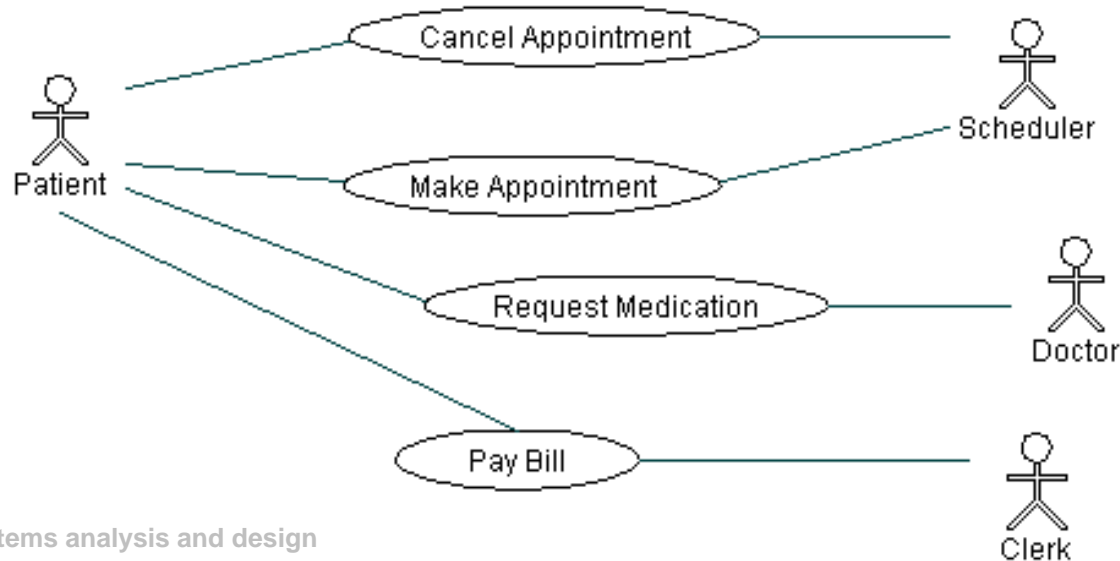 Cancel Appointment
Scheduler
Patient
Make Appointment
Request Medication
Doctor
Pay Bill
tems analysis and design
Clerk